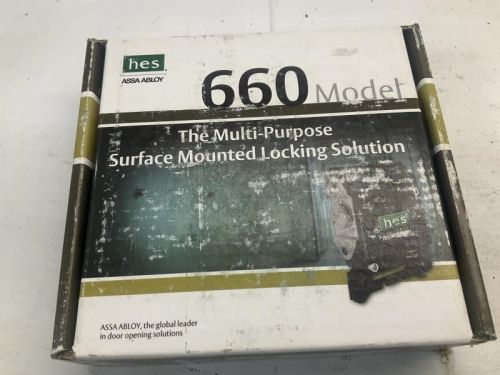 hes
ASSA ABLOY
660 Model
The Multi-Purpose
Surface Mounted Locking Solution
hes
ASSA ABLOY, the global leader
in door opening solutions